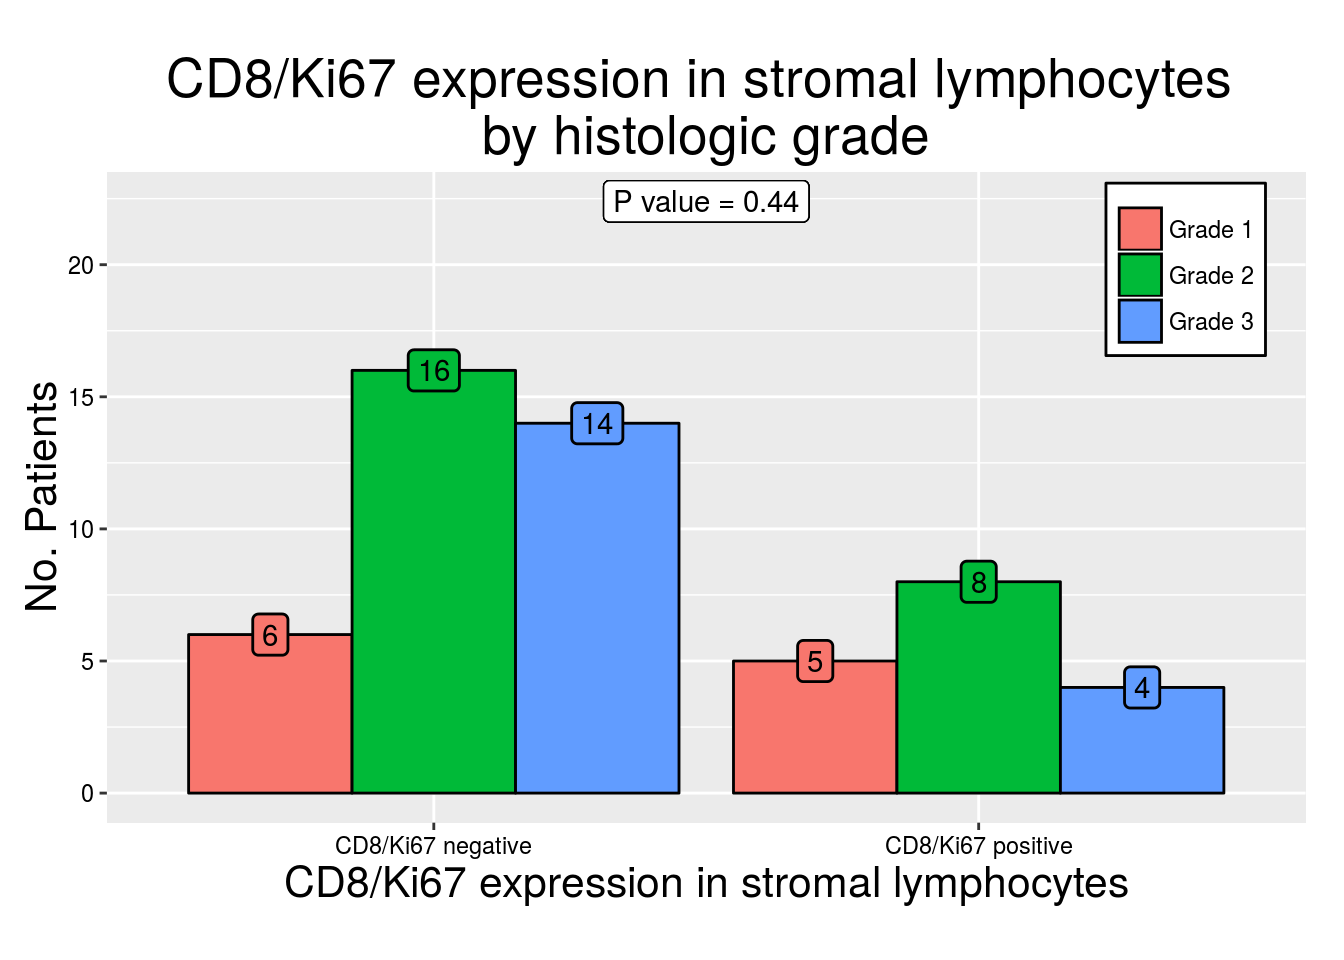 CD8/Ki67 expression in stromal lymphocytes
by histologic grade
P value = 0.44
Grade 1
Grade 2
Grade 3
No. Patients
20
15
10
5
0
6
16
14
5
8
4
CD8/Ki67 negative
CD8/Ki67 positive
CD8/Ki67 expression in stromal lymphocytes